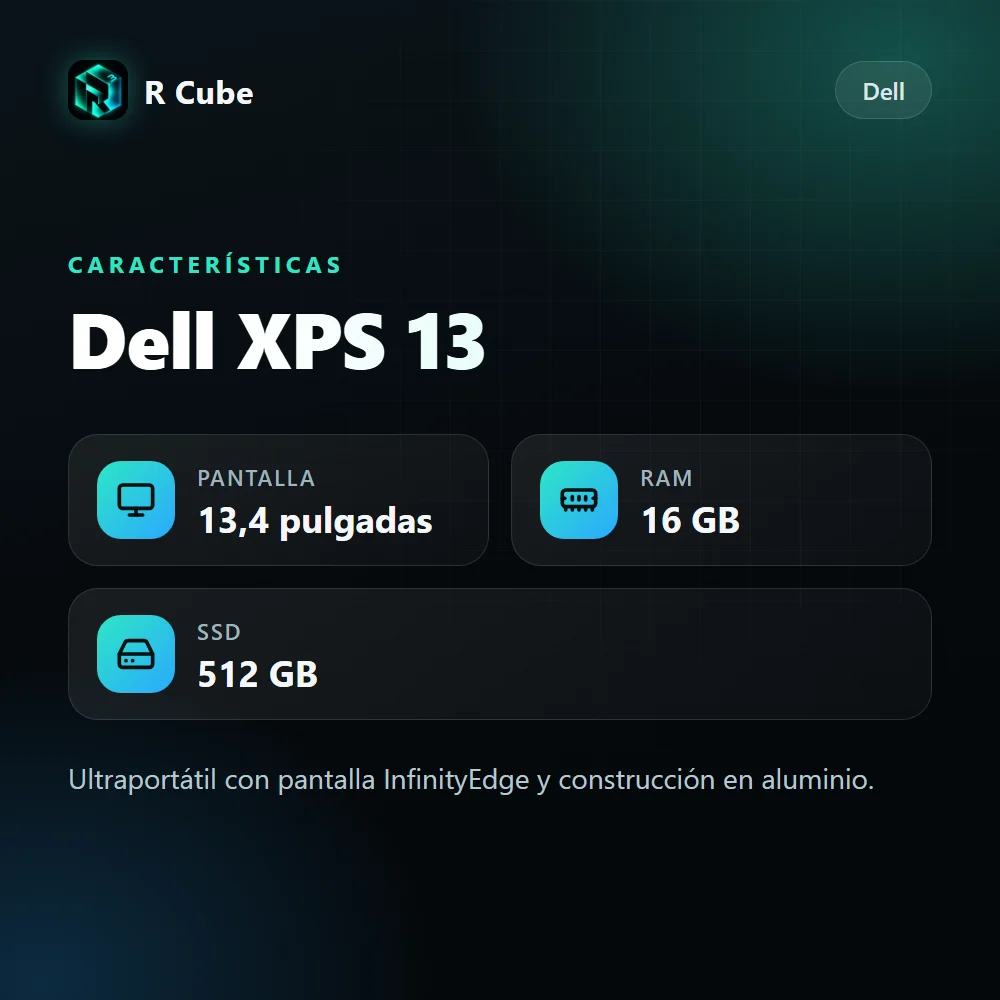 R Cube
Dell
CARACTERÍSTICAS
Dell XPS 13
PANTALLA
13,4 pulgadas
RAM
16 GB
SSD
512 GB
Ultraportátil con pantalla InfinityEdge y construcción en aluminio.